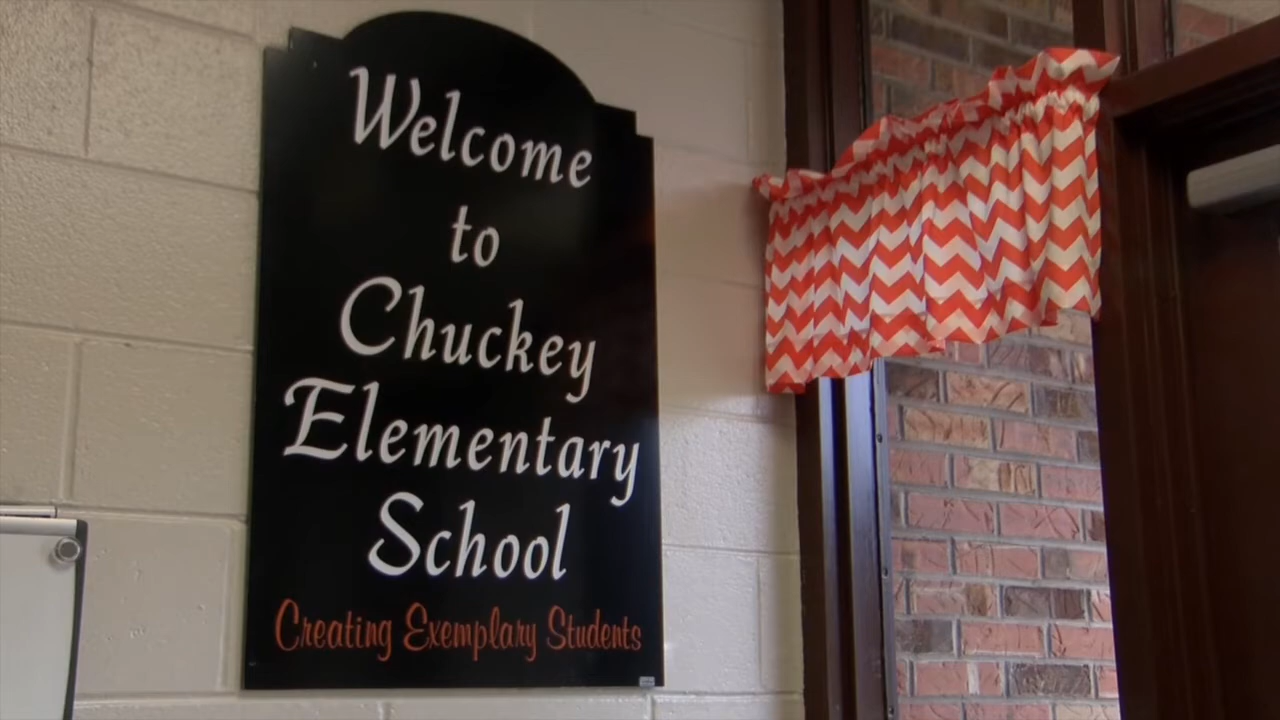 Welcome
to
Chuckey
Elementary
School
Creating Exemplary Students